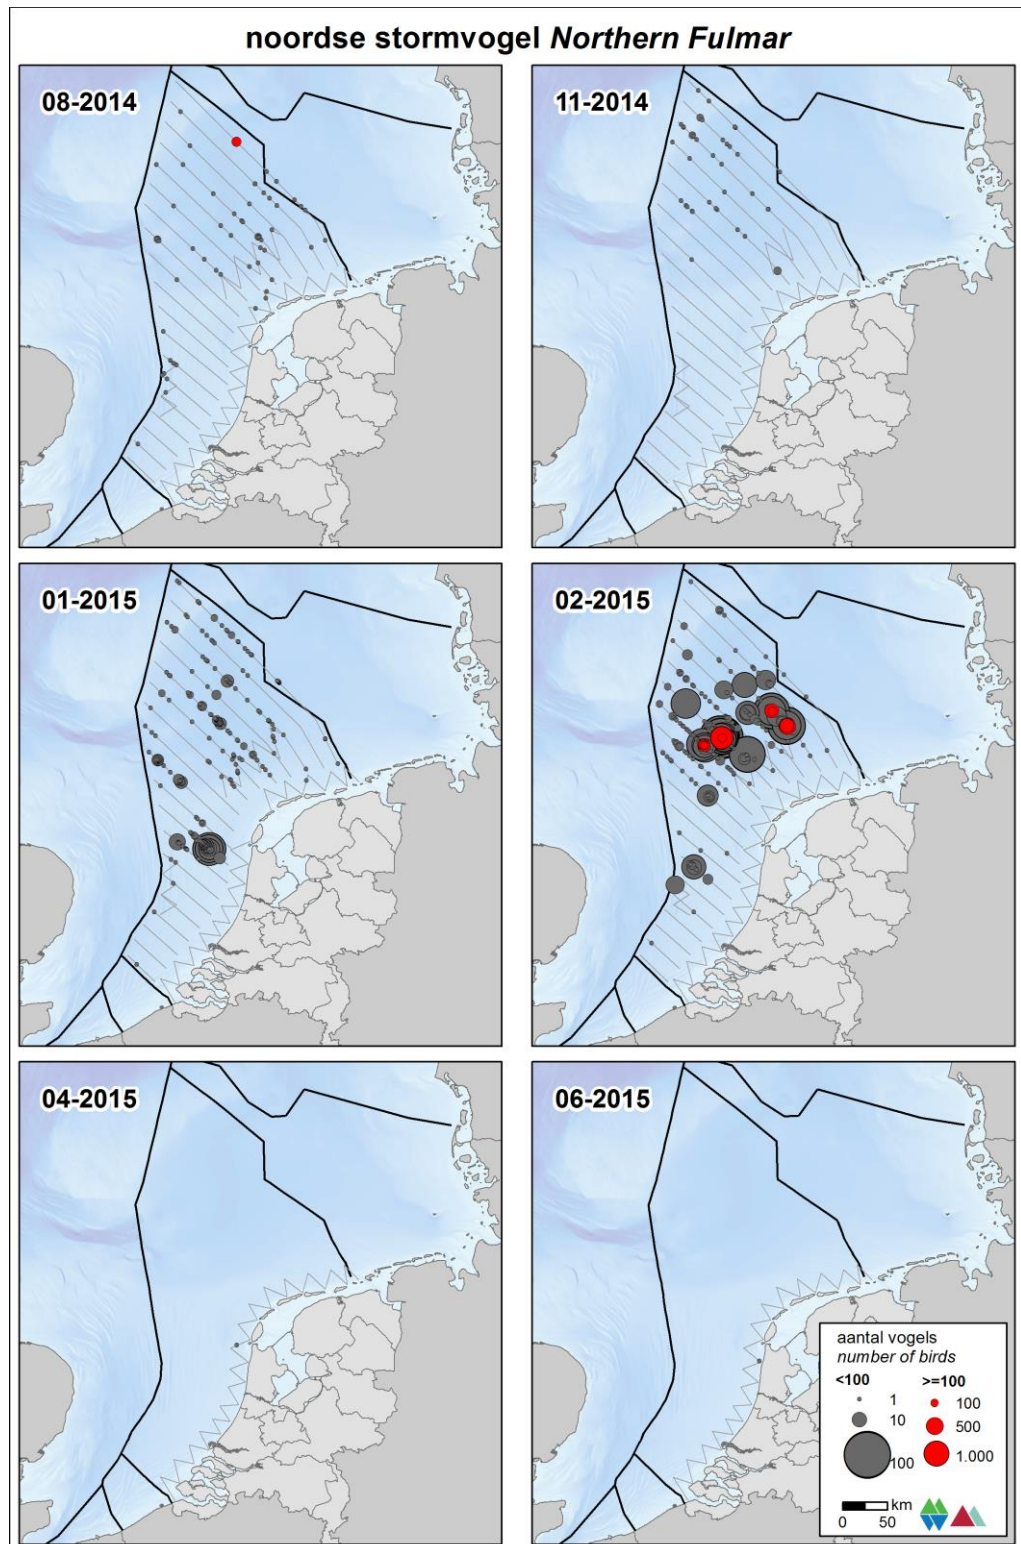 noordse stormvogel Northern Fulmar
08-2014
11-2014
01-2015
02-2015
04-2015
06-2015
aantal vogels
number of birds
<100 >=100
1 100
10 500
100 1.000
km
0 50